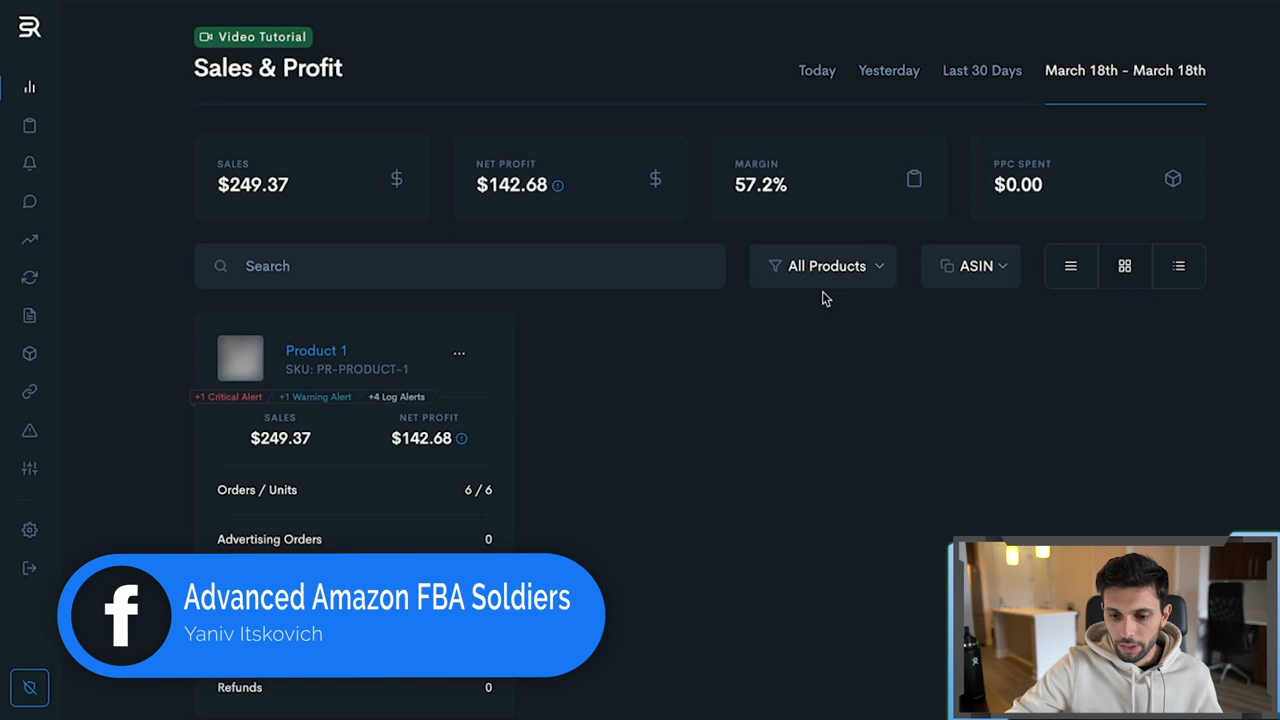 Video Tutorial
Sales & Profit
Today
Yesterday
Last 30 Days
March 18th - March 18th
SALES
$249.37
NET PROFIT
$142.68
MARGIN
57.2%
PPC SPENT
$0.00
Search
All Products
ASIN
Product 1
SKU: PR-PRODUCT-1
+1 Critical Alert / +1 Warning Alert / +4 Log Alerts
SALES
$249.37
NET PROFIT
$142.68
Orders / Units
6 / 6
Advertising Orders
0
Advanced Amazon FBA Soldiers
Yaniv Itskovich
Refunds
0